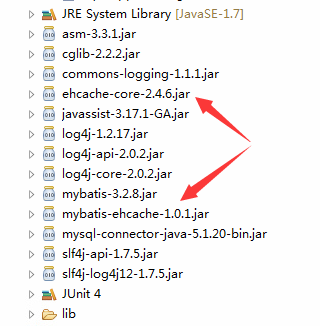 JRE System Library [JavaSE-1.7]
asm-3.3.1.jar
cglib-2.2.2.jar
commons-logging-1.1.1.jar
ehcache-core-2.4.6.jar
javassist-3.17.1-GA.jar
log4j-1.2.17.jar
log4j-api-2.0.2.jar
log4j-core-2.0.2.jar
mybatis-3.2.8.jar
mybatis-ehcache-1.0.1.jar
mysql-connector-java-5.1.20-bin.jar
slf4j-api-1.7.5.jar
slf4j-log4j12-1.7.5.jar
JUnit 4
lib